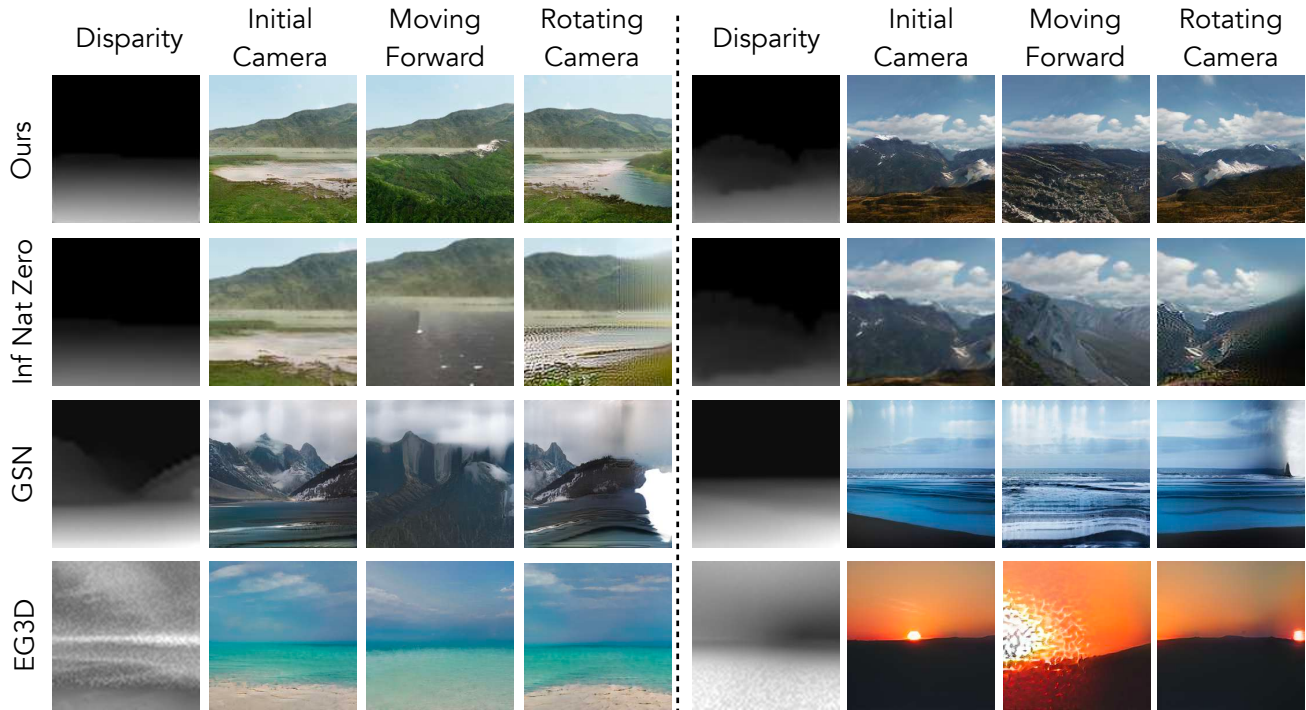 Disparity
Initial
Camera
Moving
Forward
Rotating
Camera
Disparity
Initial
Camera
Moving
Forward
Rotating
Camera
Ours
Inf Nat Zero
GSN
EG3D